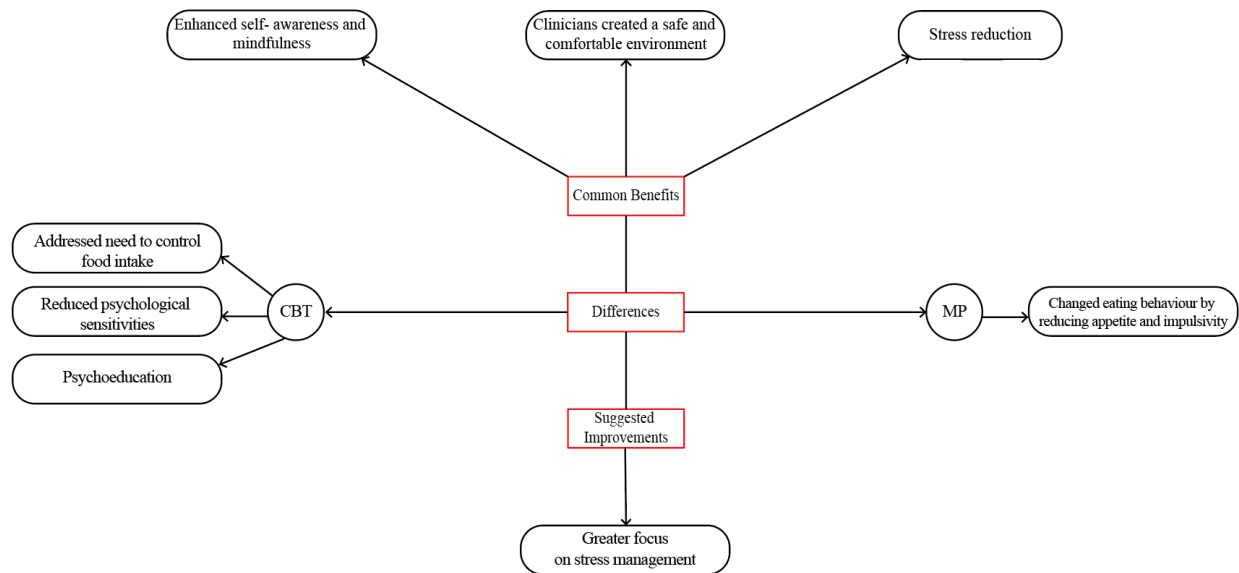 Enhanced self- awareness and
mindfulness
Clinicians created a safe and
comfortable environment
Stress reduction
Common Benefits
Addressed need to control
food intake
Reduced psychological
sensitivities
Psychoeducation
CBT
Differences
MP
Changed eating behaviour by
reducing appetite and impulsivity
Suggested
Improvements
Greater focus
on stress management